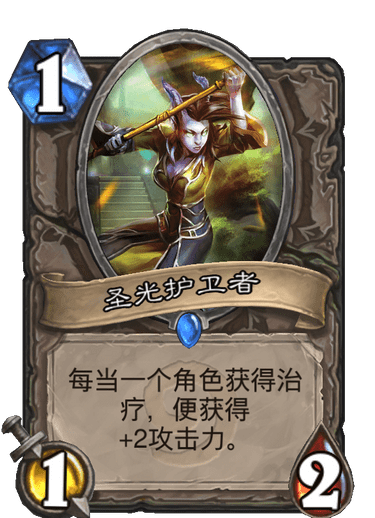 1
圣光护卫者
每当一个角色获得治
疗，便获得
+2攻击力。
1
2